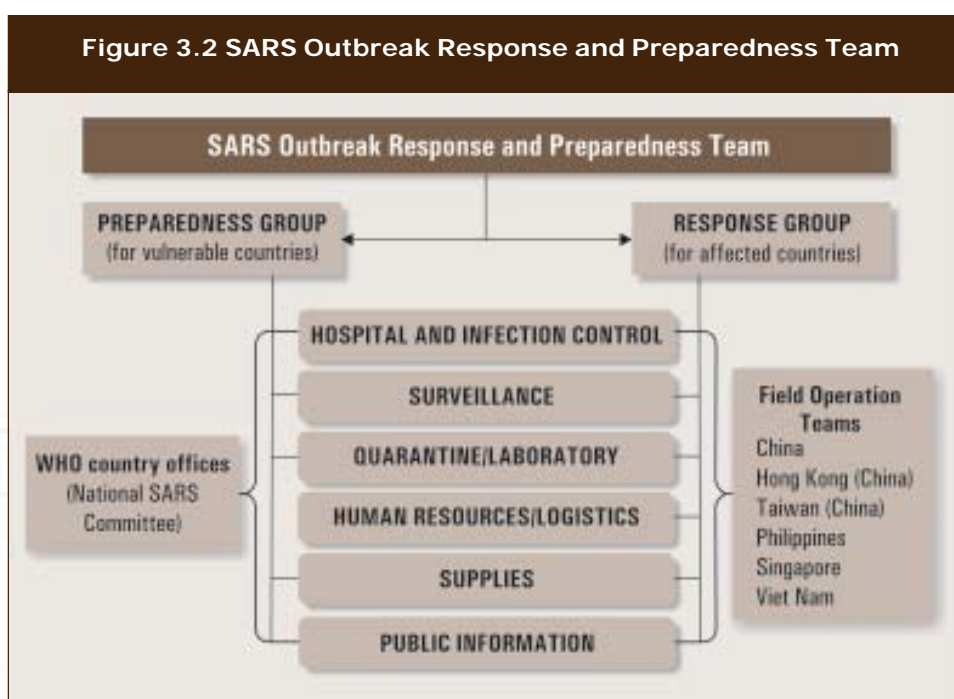 Figure 3.2 SARS Outbreak Response and Preparedness Team
SARS Outbreak Response and Preparedness Team
PREPAREDNESS GROUP
(for vulnerable countries)
RESPONSE GROUP
(for affected countries)
HOSPITAL AND INFECTION CONTROL
SURVEILLANCE
QUARANTINE/LABORATORY
HUMAN RESOURCES/LOGISTICS
SUPPLIES
PUBLIC INFORMATION
WHO country offices
(National SARS
Committee)
Field Operation
Teams
China
Hong Kong (China)
Taiwan (China)
Philippines
Singapore
Viet Nam